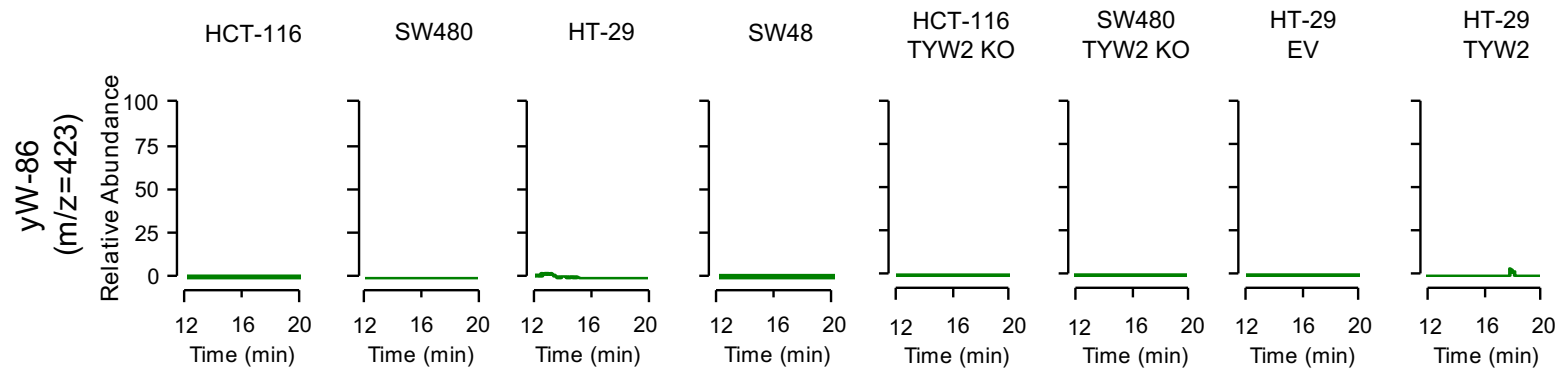 HCT-116
SW480
HT-29
SW48
HCT-116
TYW2 KO
SW480
TYW2 KO
HT-29
EV
HT-29
TYW2
yW-86
(m/z=423)
Relative Abundance
100
75
50
25
0
12 16 20
12 16 20
12 16 20
12 16 20
12 16 20
12 16 20
12 16 20
12 16 20
Time (min)
Time (min)
Time (min)
Time (min)
Time (min)
Time (min)
Time (min)
Time (min)